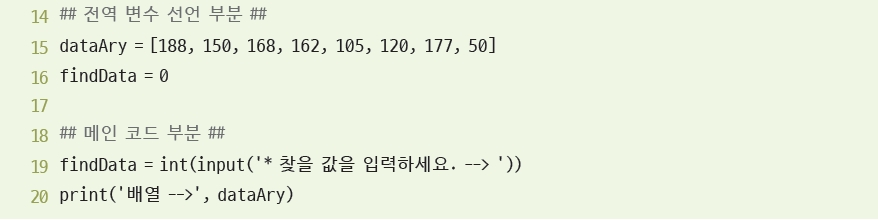 14 ## 전역 변수 선언 부분 ##
15 dataAry = [188, 150, 168, 162, 105, 120, 177, 50]
16 findData = 0
17
18 ## 메인 코드 부분 ##
19 findData = int(input('* 찾을 값을 입력하세요. --> '))
20 print('배열 -->', dataAry)